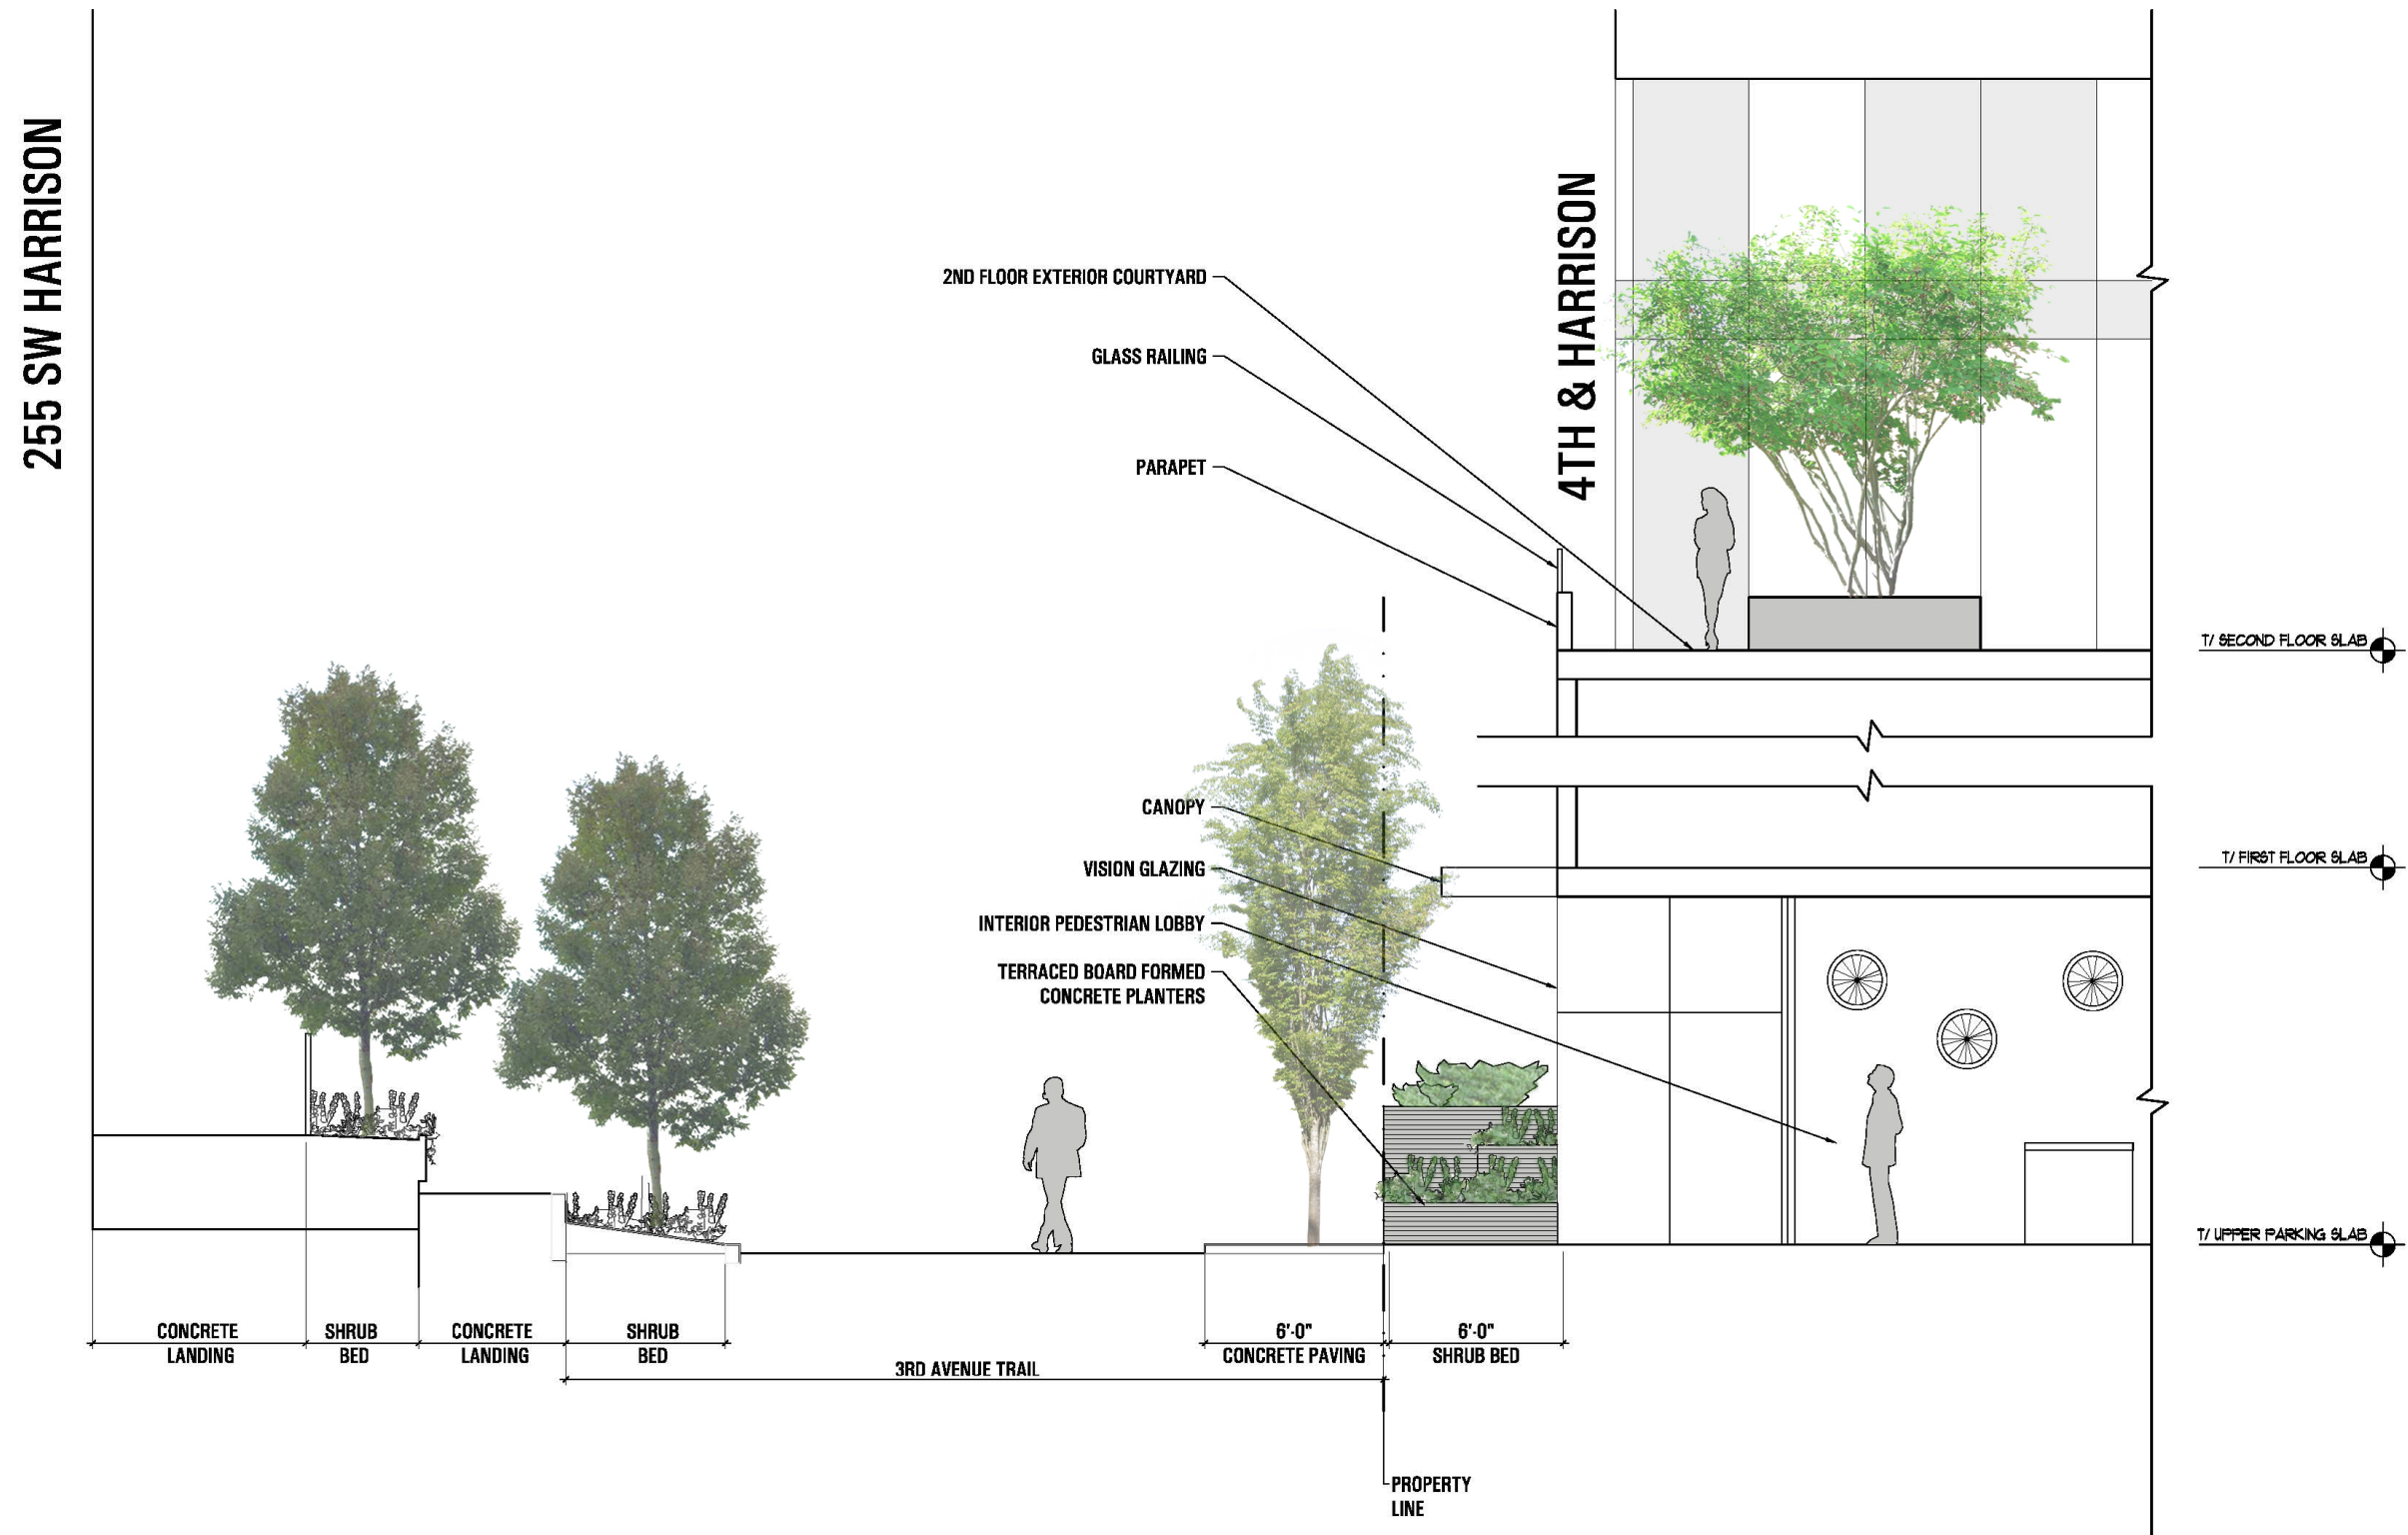 255 SW HARRISON
4TH & HARRISON
2ND FLOOR EXTERIOR COURTYARD
GLASS RAILING
PARAPET
T/ SECOND FLOOR SLAB
CANOPY
VISION GLAZING
T/ FIRST FLOOR SLAB
INTERIOR PEDESTRIAN LOBBY
TERRACED BOARD FORMED
CONCRETE PLANTERS
T/ UPPER PARKING SLAB
CONCRETE
LANDING
SHRUB
BED
CONCRETE
LANDING
SHRUB
BED
6'-0"
CONCRETE PAVING
6'-0"
SHRUB BED
3RD AVENUE TRAIL
PROPERTY
LINE